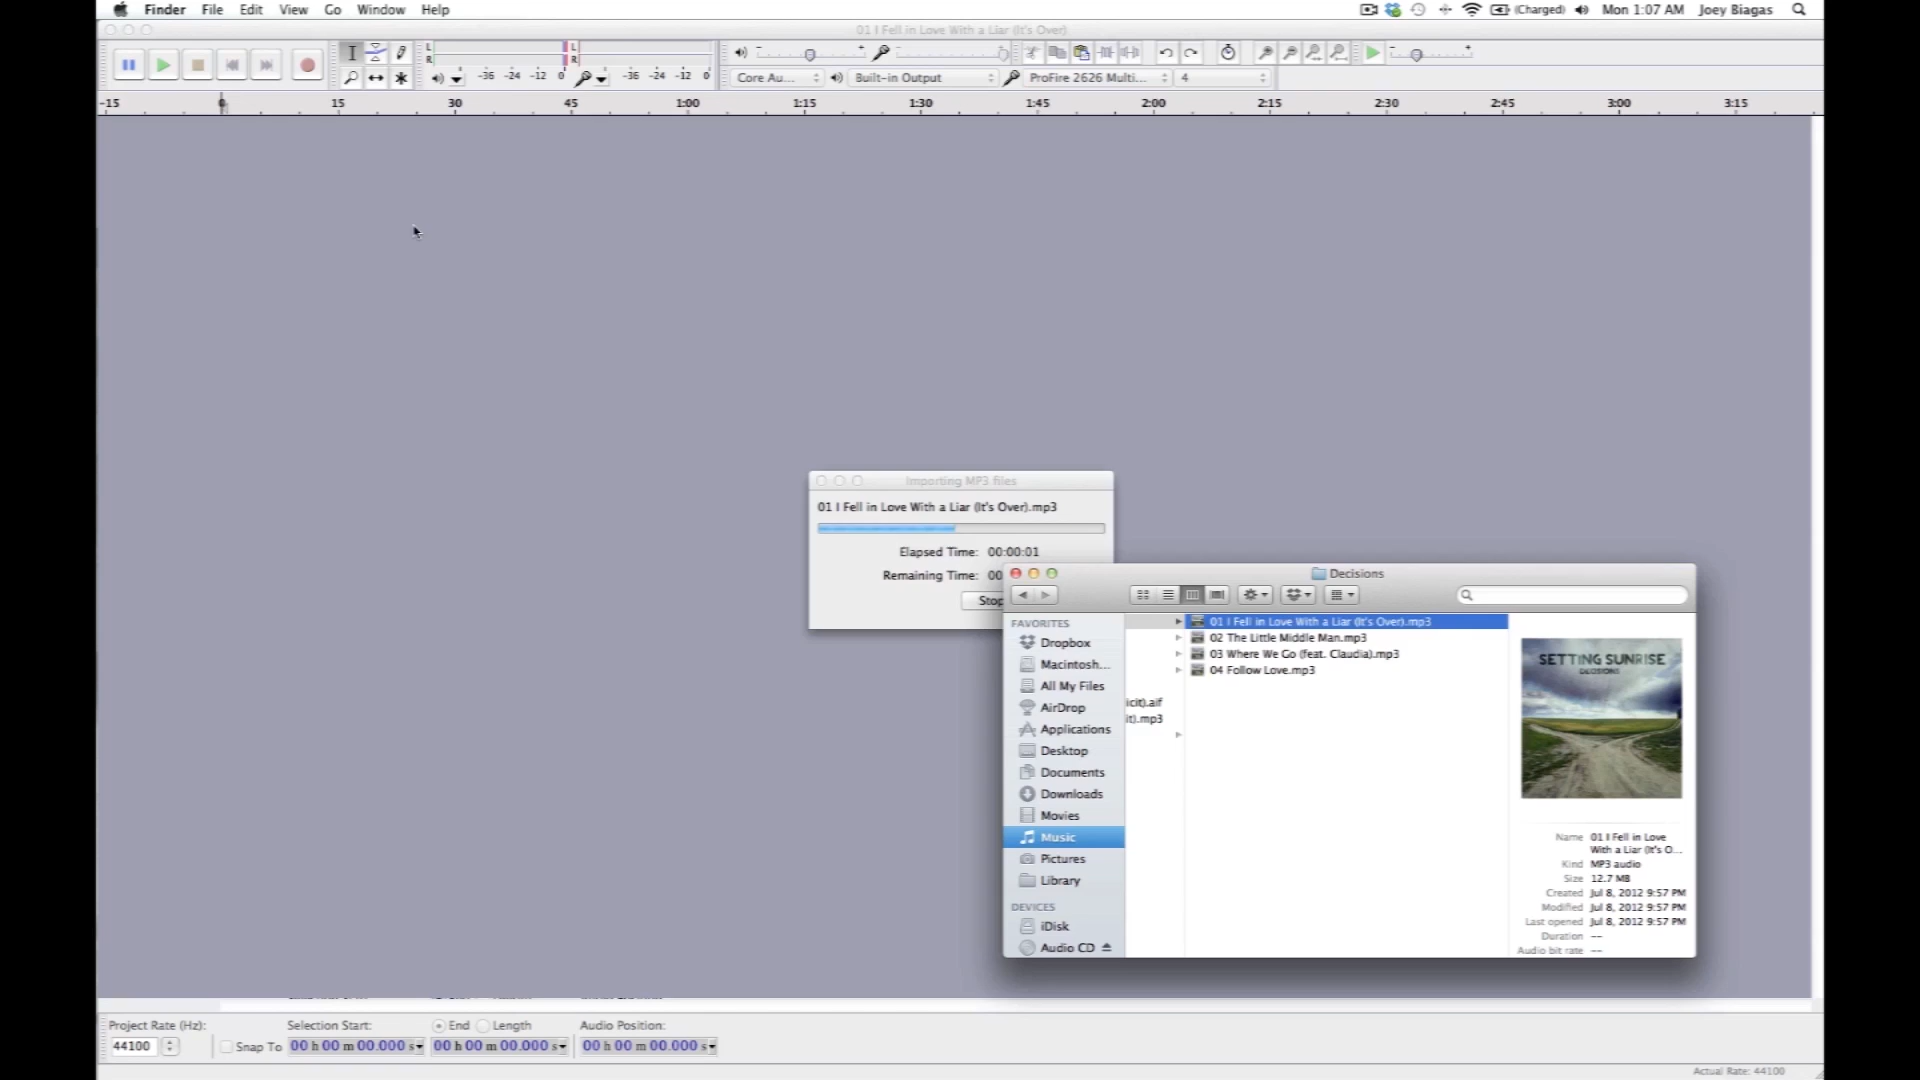 Finder File Edit View Go Window Help (Charged) Mon 1:07 AM Joey Biagas
01 I Fell in Love With a Liar (It's Over)
L R -36 -24 -12 0 L R -36 -24 -12 0
Core Au... Built-in Output ProFire 2626 Multi... 4
-15 0 15 30 45 1:00 1:15 1:30 1:45 2:00 2:15 2:30 2:45 3:00 3:15
Importing MP3 files
01 I Fell in Love With a Liar (It's Over).mp3
Elapsed Time: 00:00:01
Remaining Time: 00
Stop
Decisions
FAVORITES
Dropbox
Macintosh...
All My Files
AirDrop
Applications
Desktop
Documents
Downloads
Movies
Music
Pictures
Library
DEVICES
iDisk
Audio CD
icit).aif
it).mp3
01 I Fell in Love With a Liar (It's Over).mp3
02 The Little Middle Man.mp3
03 Where We Go (feat. Claudia).mp3
04 Follow Love.mp3
SETTING SUNRISE
DECISIONS
Name 01 I Fell in Love
With a Liar (It's O...
Kind MP3 audio
Size 12.7 MB
Created Jul 8, 2012 9:57 PM
Modified Jul 8, 2012 9:57 PM
Last opened Jul 8, 2012 9:57 PM
Duration --
Audio bit rate --
Project Rate (Hz): Selection Start: End Length Audio Position:
44100 Snap To 00 h 00 m 00.000 s 00 h 00 m 00.000 s 00 h 00 m 00.000 s
Actual Rate: 44100